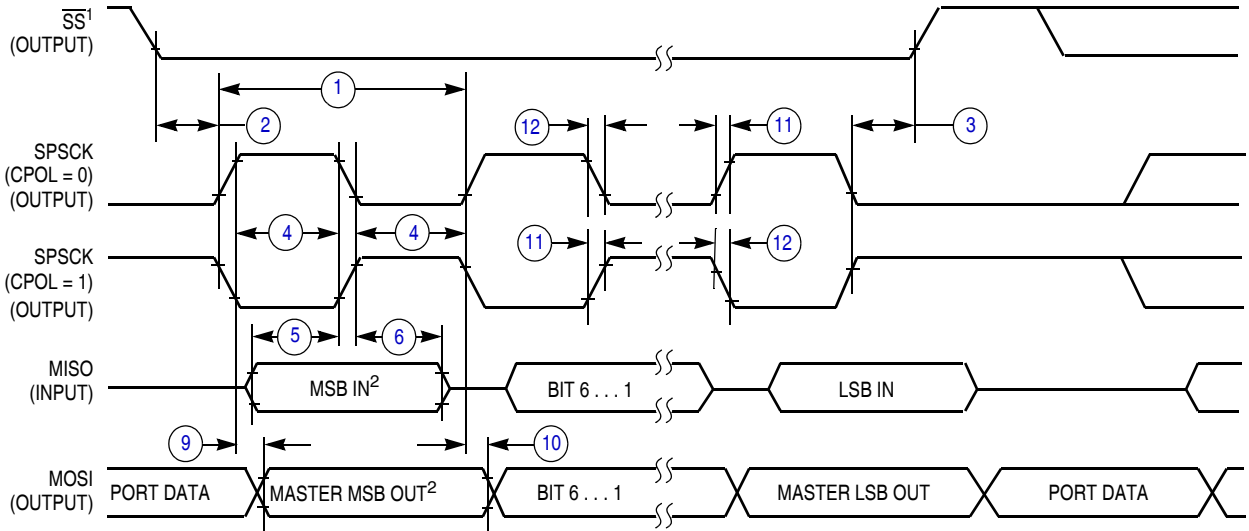 SS¹
(OUTPUT)
1
2
12
11
3
SPSCK
(CPOL = 0)
(OUTPUT)
4
4
SPSCK
(CPOL = 1)
(OUTPUT)
11
12
5
6
MISO
(INPUT)
MSB IN²
BIT 6 . . . 1
LSB IN
9
10
MOSI
(OUTPUT)
PORT DATA
MASTER MSB OUT²
BIT 6 . . . 1
MASTER LSB OUT
PORT DATA